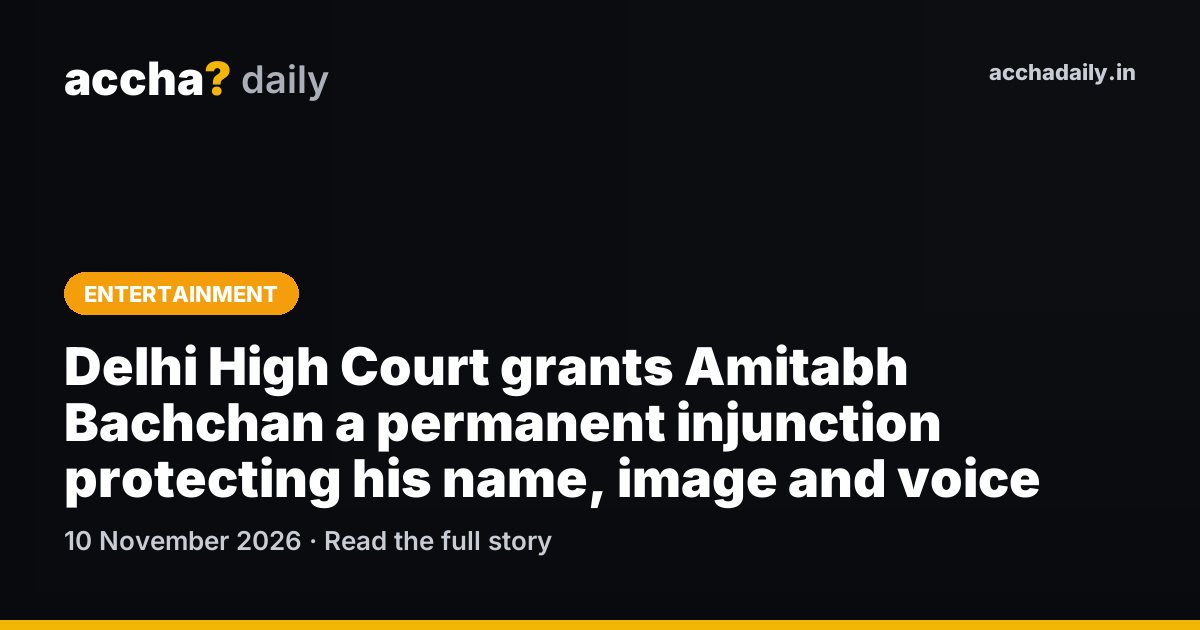 accha? daily
acchadaily.in
ENTERTAINMENT
Delhi High Court grants Amitabh
Bachchan a permanent injunction
protecting his name, image and voice
10 November 2026 · Read the full story